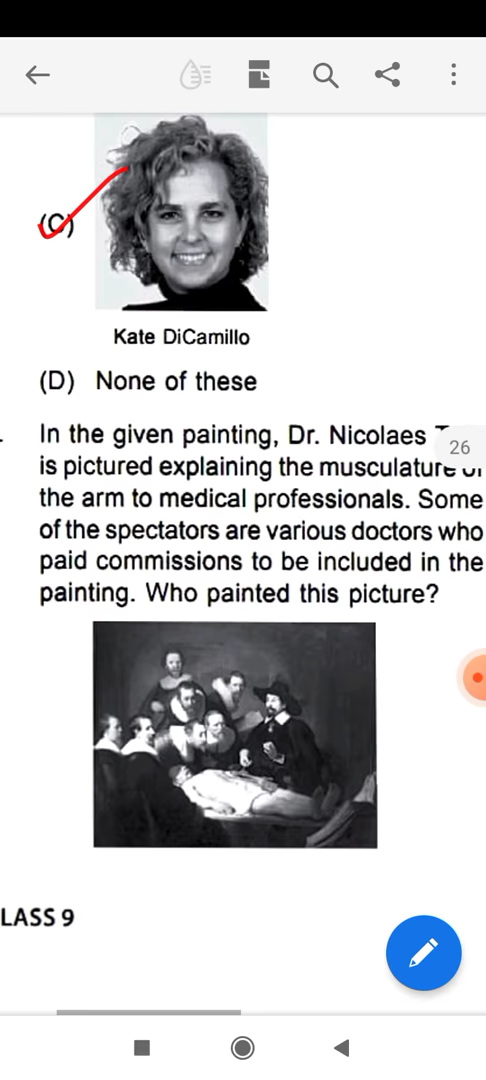 (C)
Kate DiCamillo
(D) None of these
In the given painting, Dr. Nicolaes
26
is pictured explaining the musculature of
the arm to medical professionals. Some
of the spectators are various doctors who
paid commissions to be included in the
painting. Who painted this picture?
LASS 9